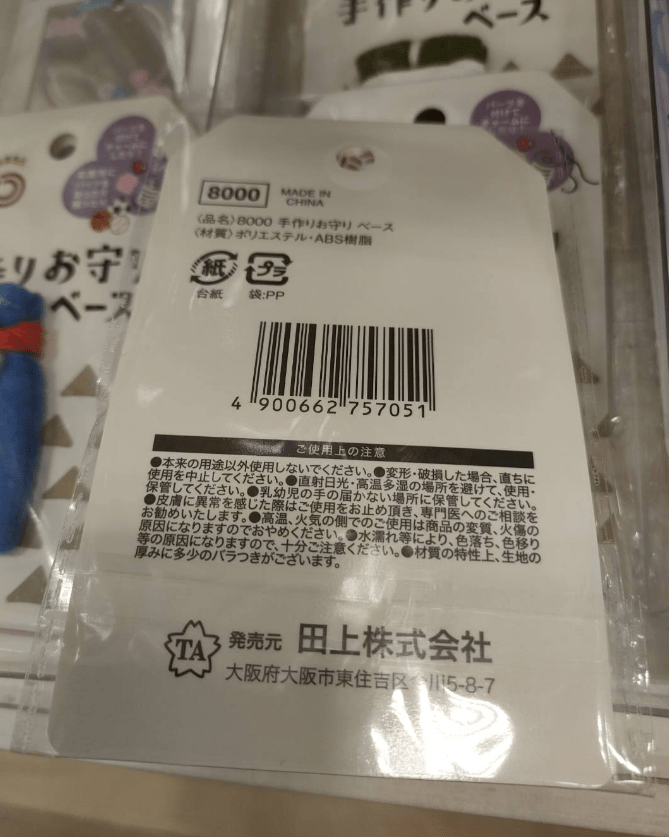 手作り
ベース
8000 MADE IN
CHINA
〈品名〉8000 手作りお守り ベース
〈材質〉ポリエステル・ABS樹脂
紙 プラ
台紙 袋:PP
4 900662 757051
ご使用上の注意
●本来の用途以外使用しないでください。●変形・破損した場合、直ちに
使用を中止してください。●直射日光・高温多湿の場所を避けて、使用・
保管してください。●乳幼児の手の届かない場所に保管してください。
●皮膚に異常を感じた際はご使用をお止め頂き、専門医へのご相談を
お勧めいたします。●高温、火気の側でのご使用は商品の変質、火傷の
原因になりますのでおやめください。●水濡れ等により、色落ち、色移り
等の原因になりますので、十分ご注意ください。●材質の特性上、生地の
厚みに多少のバラつきがございます。
TA 発売元 田上株式会社
大阪府大阪市東住吉区 川5-8-7
りお守
ベース